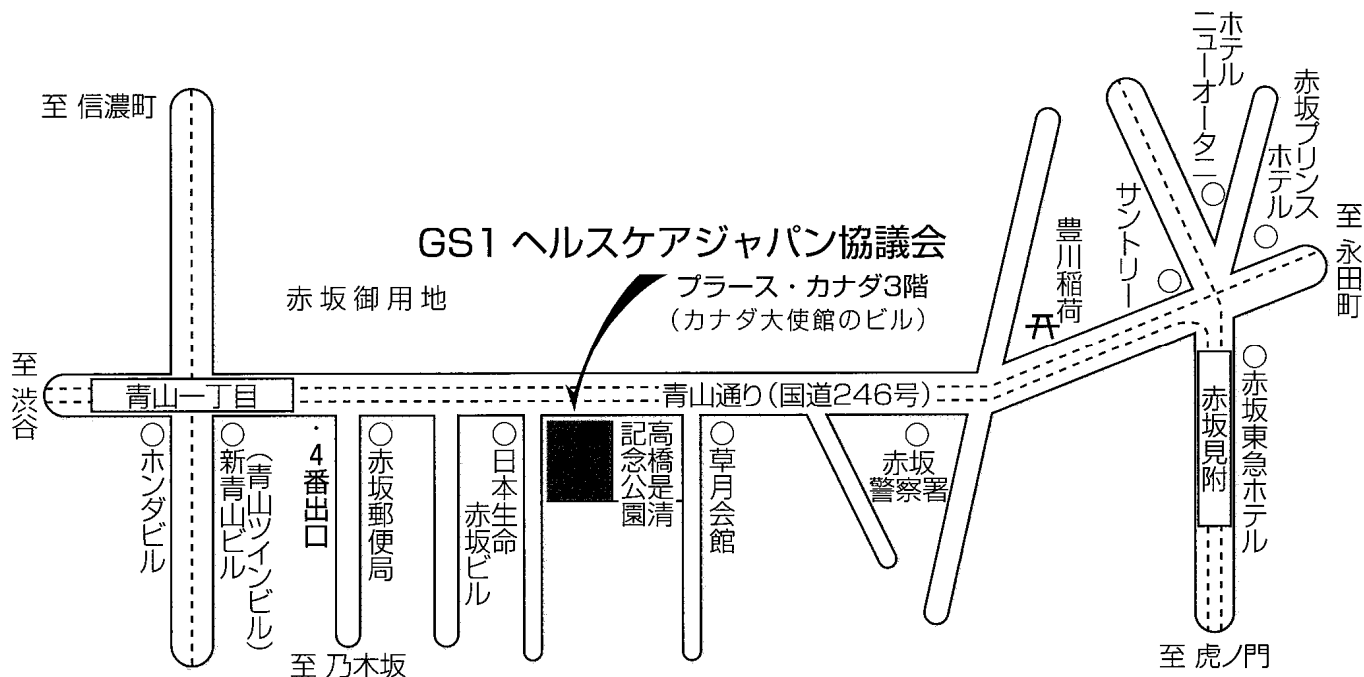 至 信濃町
ホテル
ニューオータニ
赤坂プリンス
ホテル
至 永田町
サントリー
豊川稲荷
GS1 ヘルスケアジャパン協議会
プラース・カナダ3階
(カナダ大使館のビル)
赤坂御用地
至 渋谷
青山一丁目
青山通り(国道246号)
ホンダビル
新青山ビル
(青山ツインビル)
・4番出口
赤坂郵便局
日本生命
赤坂ビル
高橋是清
記念公園
草月会館
赤坂
警察署
赤坂見附
赤坂東急ホテル
至 乃木坂
至 虎ノ門